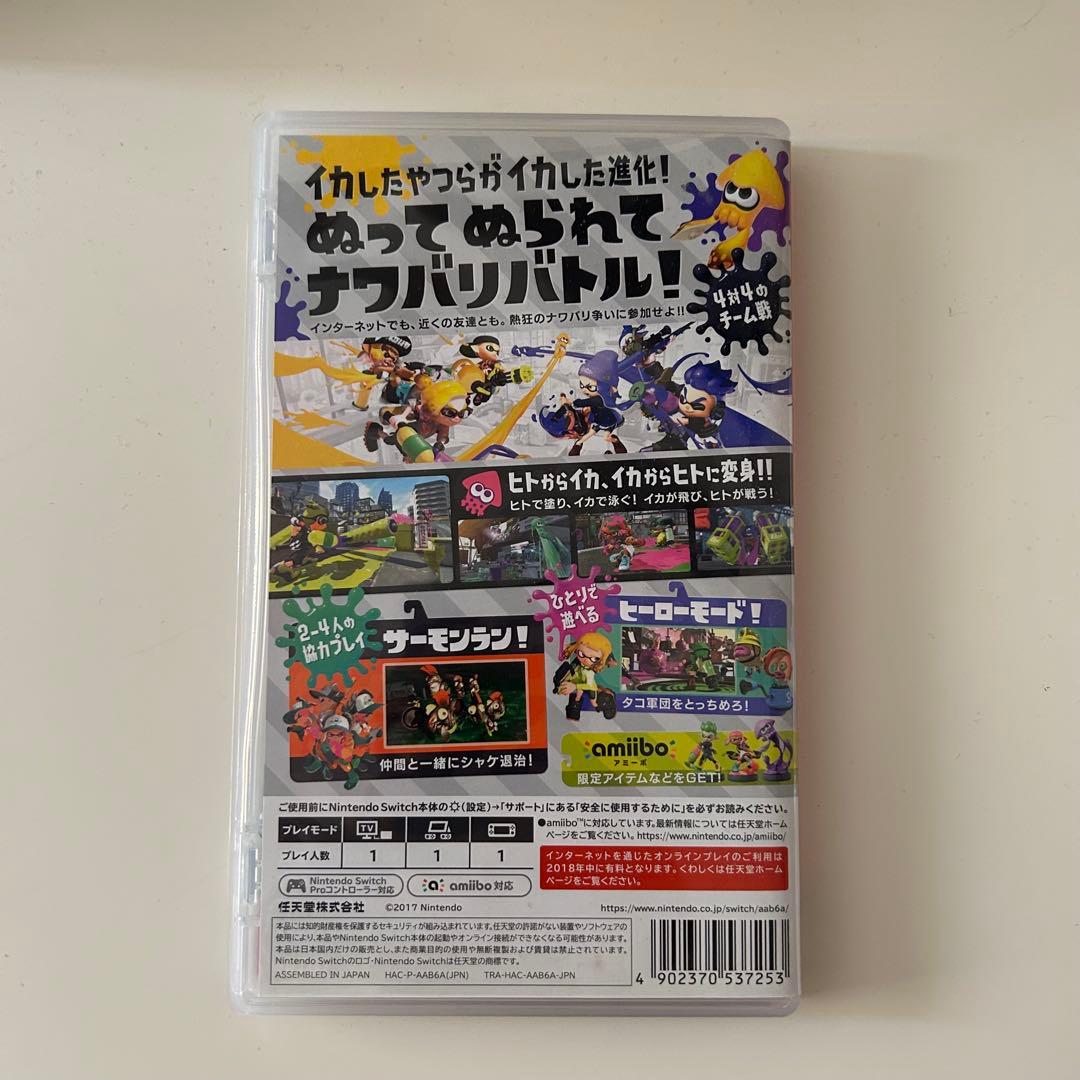 イカしたやつらがイカした進化！
ぬって ぬられて
ナワバリバトル！
インターネットでも、近くの友達とも。熱狂のナワバリ争いに参加せよ!!
4対4の
チーム戦
ヒトからイカ、イカからヒトに変身!!
ヒトで塗り、イカで泳ぐ！ イカが飛び、ヒトが戦う！
2-4人の
協力プレイ
サーモンラン！
仲間と一緒にシャケ退治！
ひとりで
遊べる
ヒーローモード！
タコ軍団をとっちめろ！
amiibo
アミーボ
限定アイテムなどをGET!
ご使用前にNintendo Switch本体の(設定)→「サポート」にある「安全に使用するために」を必ずお読みください。
プレイモード TV
プレイ人数 1 1 1
●amiibo™に対応しています。最新情報については任天堂ホーム
ページをご覧ください。https://www.nintendo.co.jp/amiibo/
インターネットを通じたオンラインプレイのご利用は
2018年中に有料となります。くわしくは任天堂ホーム
ページをご覧ください。
Nintendo Switch
Proコントローラー対応
amiibo 対応
任天堂株式会社 ©2017 Nintendo
https://www.nintendo.co.jp/switch/aab6a/
本品には知的財産権を保護するセキュリティが組み込まれています。任天堂の許諾がない装置やソフトウェアの
使用により、本品やNintendo Switch本体の起動やオンライン接続ができなくなる可能性があります。
本品は日本国内だけの販売とし、また商業目的の使用や無断複製および賃貸は禁止されています。
Nintendo Switchのロゴ・Nintendo Switchは任天堂の商標です。
ASSEMBLED IN JAPAN HAC-P-AAB6A(JPN) TRA-HAC-AAB6A-JPN
4 902370 537253